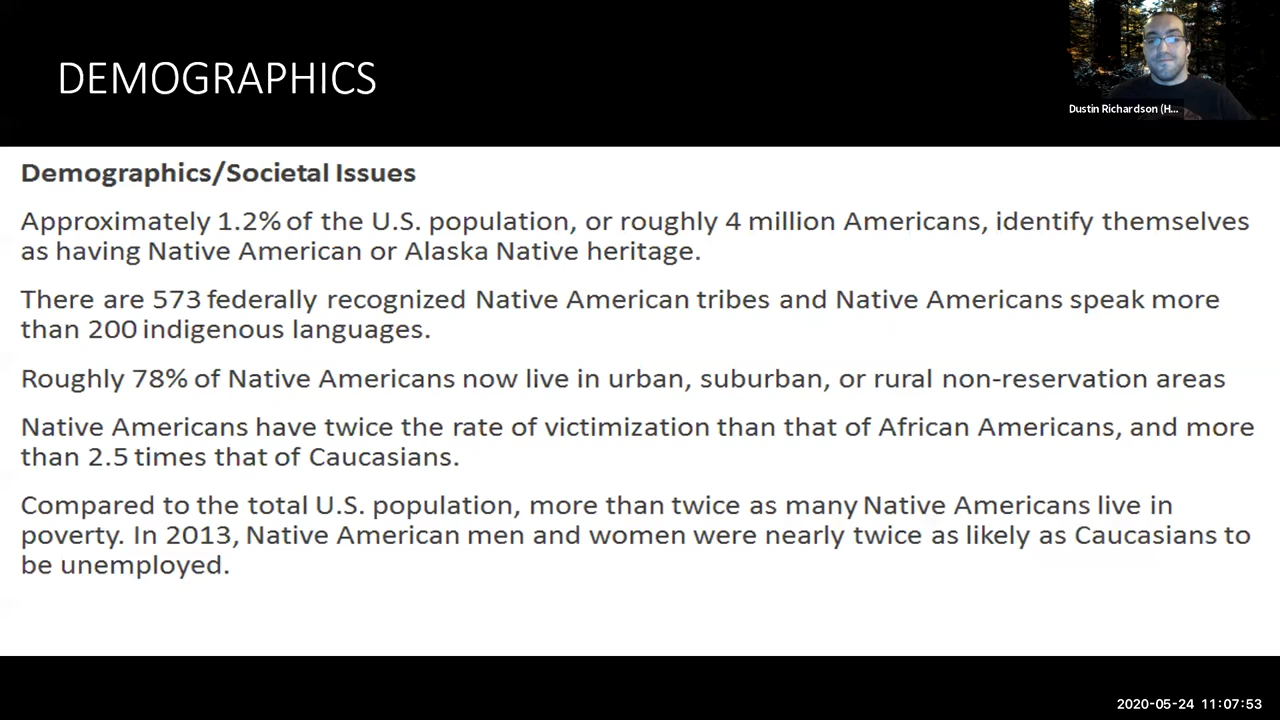 DEMOGRAPHICS
Dustin Richardson (H...
Demographics/Societal Issues
Approximately 1.2% of the U.S. population, or roughly 4 million Americans, identify themselves
as having Native American or Alaska Native heritage.
There are 573 federally recognized Native American tribes and Native Americans speak more
than 200 indigenous languages.
Roughly 78% of Native Americans now live in urban, suburban, or rural non-reservation areas
Native Americans have twice the rate of victimization than that of African Americans, and more
than 2.5 times that of Caucasians.
Compared to the total U.S. population, more than twice as many Native Americans live in
poverty. In 2013, Native American men and women were nearly twice as likely as Caucasians to
be unemployed.
2020-05-24 11:07:53